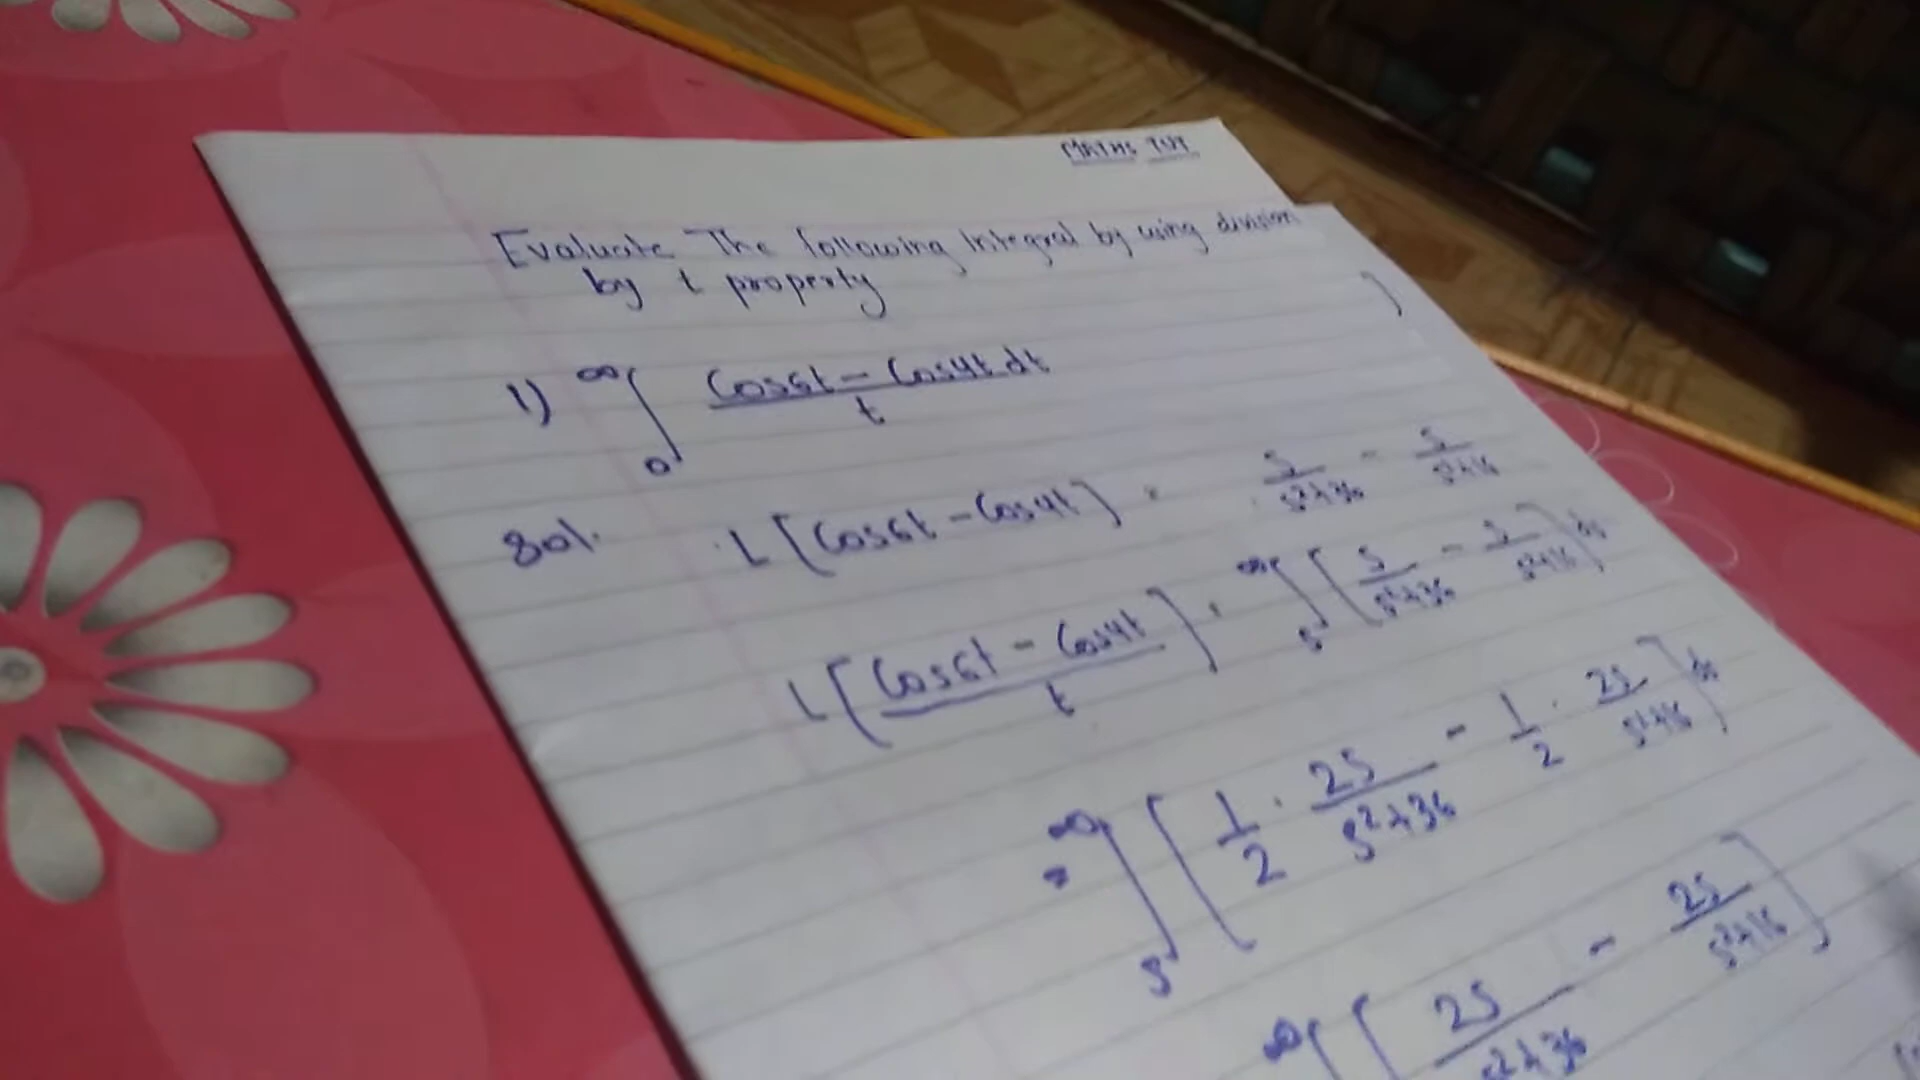 MATHS TUT
Evaluate The following Integral by using division
by t property
1) ∞∫0 Cos6t - Cos4t dt / t
Sol. L[Cos6t - Cos4t] = s/s²+36 - s/s²+16
L[Cos6t - Cos4t / t] = ∞∫s [s/s²+36 - s/s²+16] ds
= ∞∫s [1/2 · 2s/s²+36 - 1/2 · 2s/s²+16] ds
∞∫ [2s/s²+36 - 2s/s²+16]